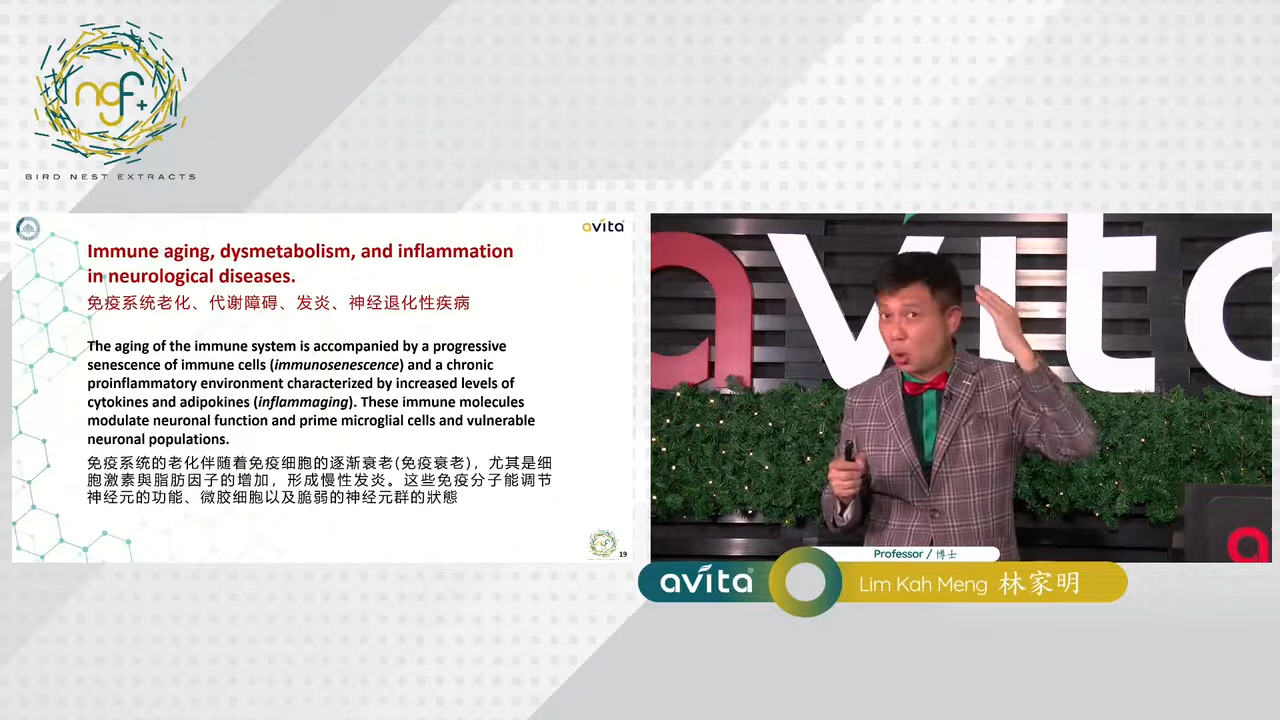 ngf+
BIRD NEST EXTRACTS
avita
Immune aging, dysmetabolism, and inflammation
in neurological diseases.
免疫系统老化、代谢障碍、发炎、神经退化性疾病
The aging of the immune system is accompanied by a progressive
senescence of immune cells (immunosenescence) and a chronic
proinflammatory environment characterized by increased levels of
cytokines and adipokines (inflammaging). These immune molecules
modulate neuronal function and prime microglial cells and vulnerable
neuronal populations.
免疫系统的老化伴随着免疫细胞的逐渐衰老(免疫衰老)，尤其是细
胞激素與脂肪因子的增加，形成慢性发炎。这些免疫分子能调节
神经元的功能、微胶细胞以及脆弱的神经元群的狀態
ngf
19
avita
a
Professor / 博士
avita®
Lim Kah Meng 林家明